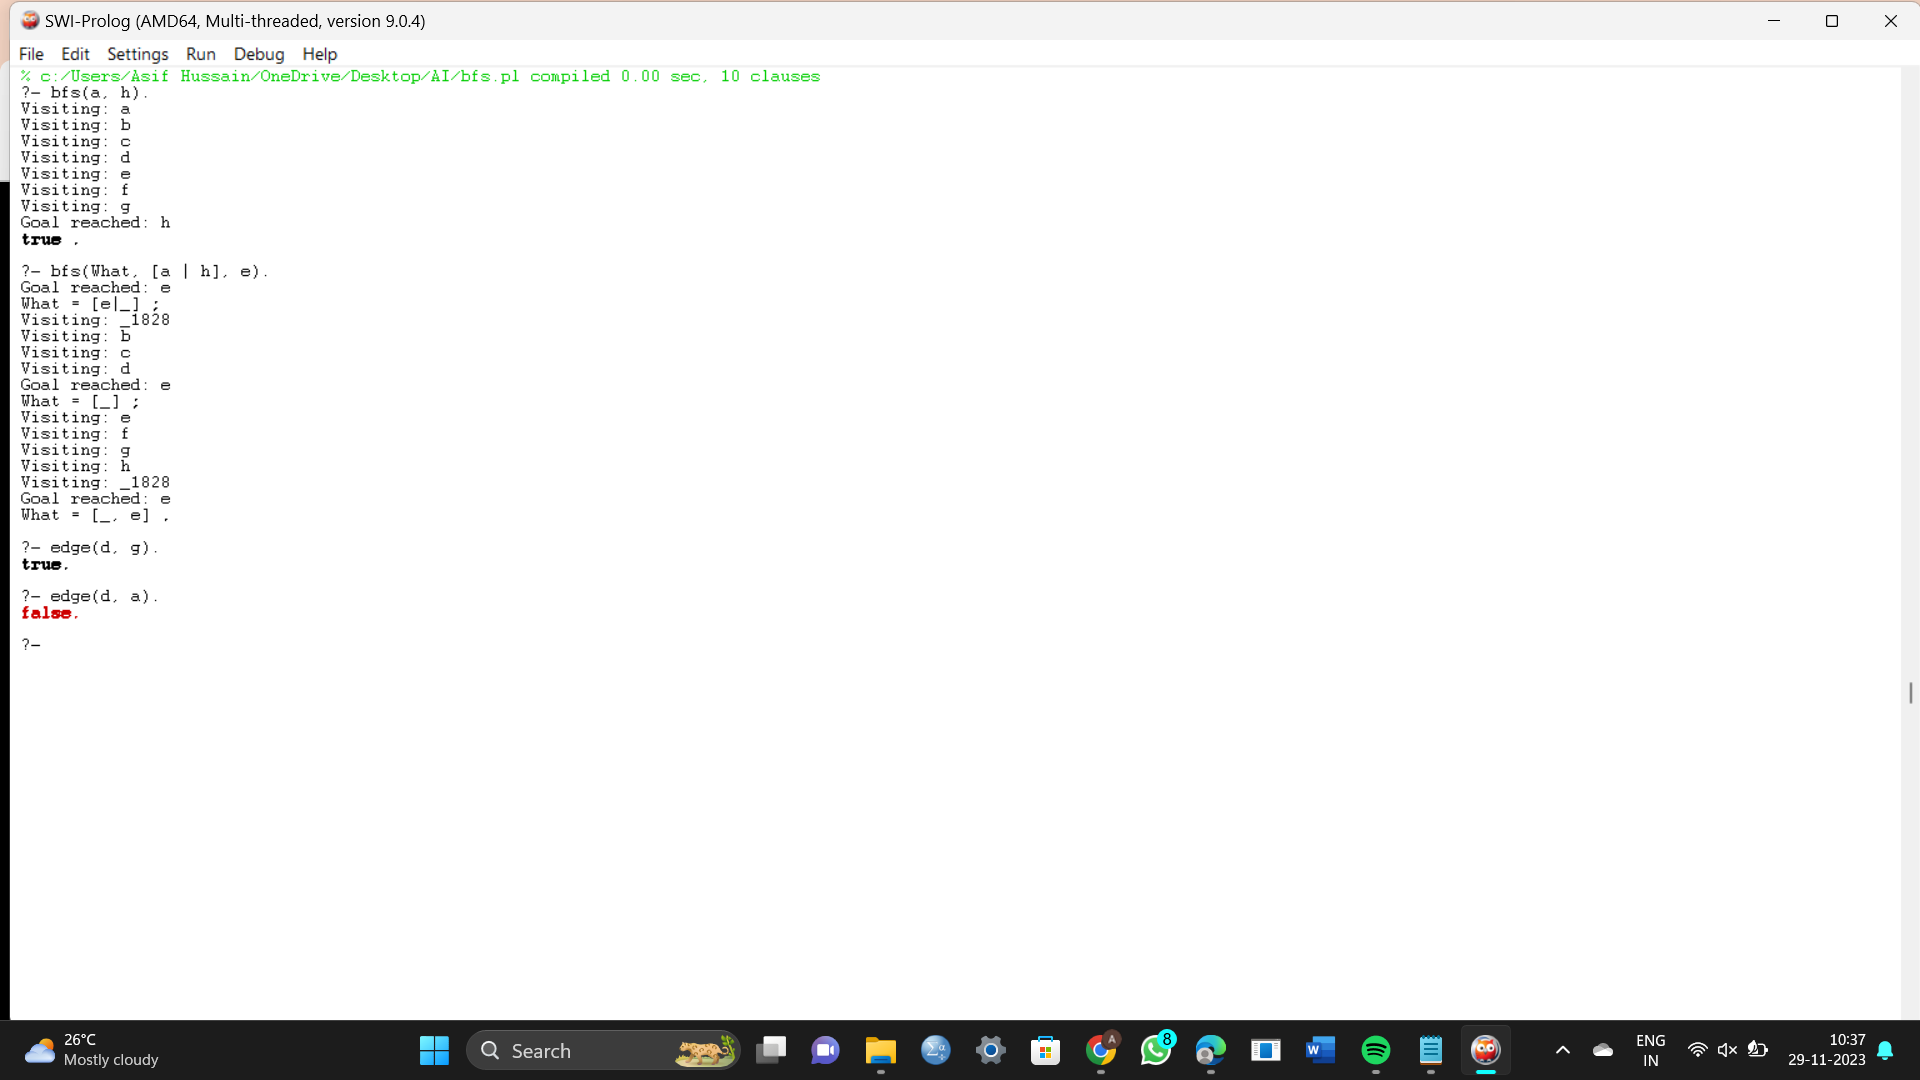 SWI-Prolog (AMD64, Multi-threaded, version 9.0.4)
File Edit Settings Run Debug Help
% c:/Users/Asif Hussain/OneDrive/Desktop/AI/bfs.pl compiled 0.00 sec, 10 clauses
?- bfs(a, h).
Visiting: a
Visiting: b
Visiting: c
Visiting: d
Visiting: e
Visiting: f
Visiting: g
Goal reached: h
true .
?- bfs(What, [a | h], e).
Goal reached: e
What = [e|_] ;
Visiting: _1828
Visiting: b
Visiting: c
Visiting: d
Goal reached: e
What = [_] ;
Visiting: e
Visiting: f
Visiting: g
Visiting: h
Visiting: _1828
Goal reached: e
What = [_, e] .
?- edge(d, g).
true.
?- edge(d, a).
false.
?-
26°C
Mostly cloudy
Search
A
8
W
ENG
IN
10:37
29-11-2023